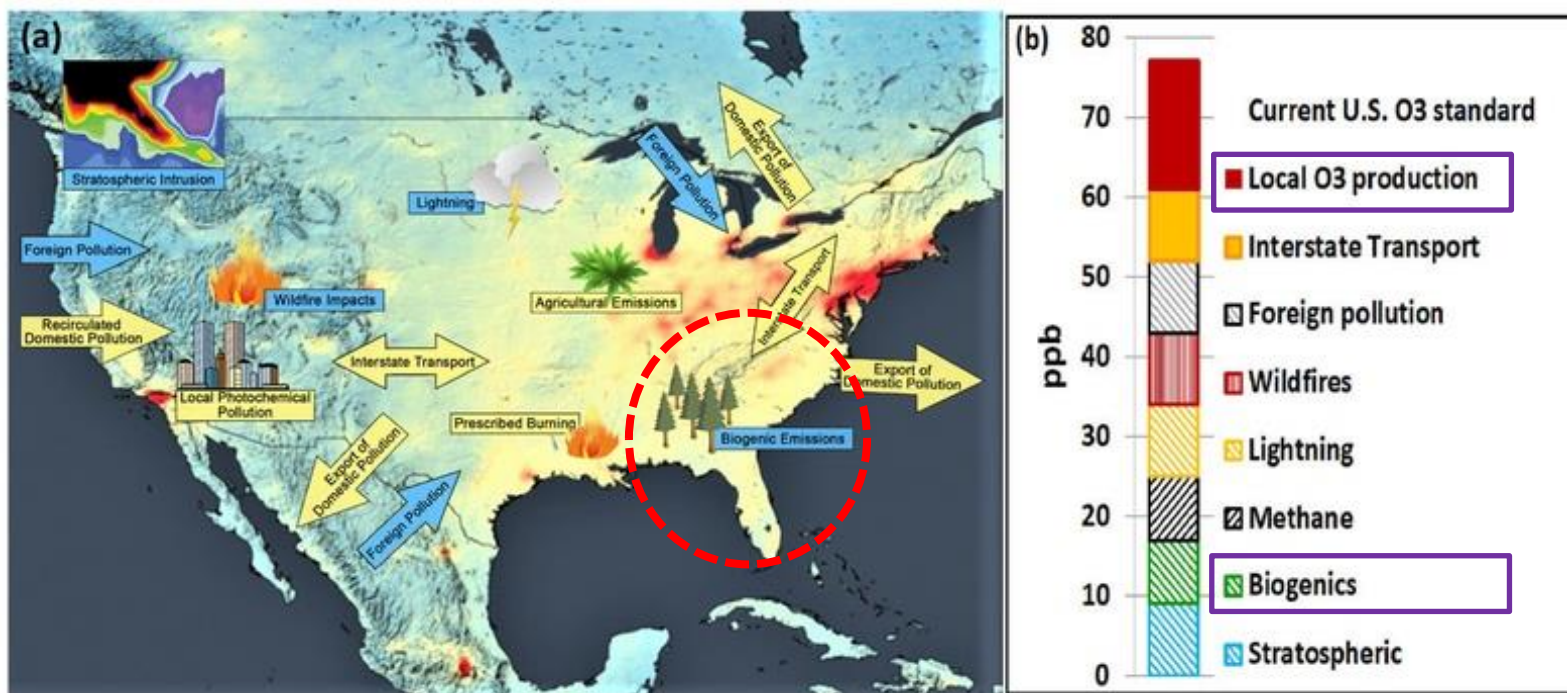 (a)
Stratospheric Intrusion
Lightning
Foreign Pollution
Export of
Domestic Pollution
Foreign Pollution
Wildfire Impacts
Agricultural Emissions
Interstate Transport
Recirculated
Domestic Pollution
Interstate Transport
Local Photochemical
Pollution
Export of
Domestic Pollution
Prescribed Burning
Biogenic Emissions
Export of
Domestic Pollution
Foreign Pollution
(b)
ppb
80
70
60
50
40
30
20
10
0
Current U.S. O3 standard
Local O3 production
Interstate Transport
Foreign pollution
Wildfires
Lightning
Methane
Biogenics
Stratospheric